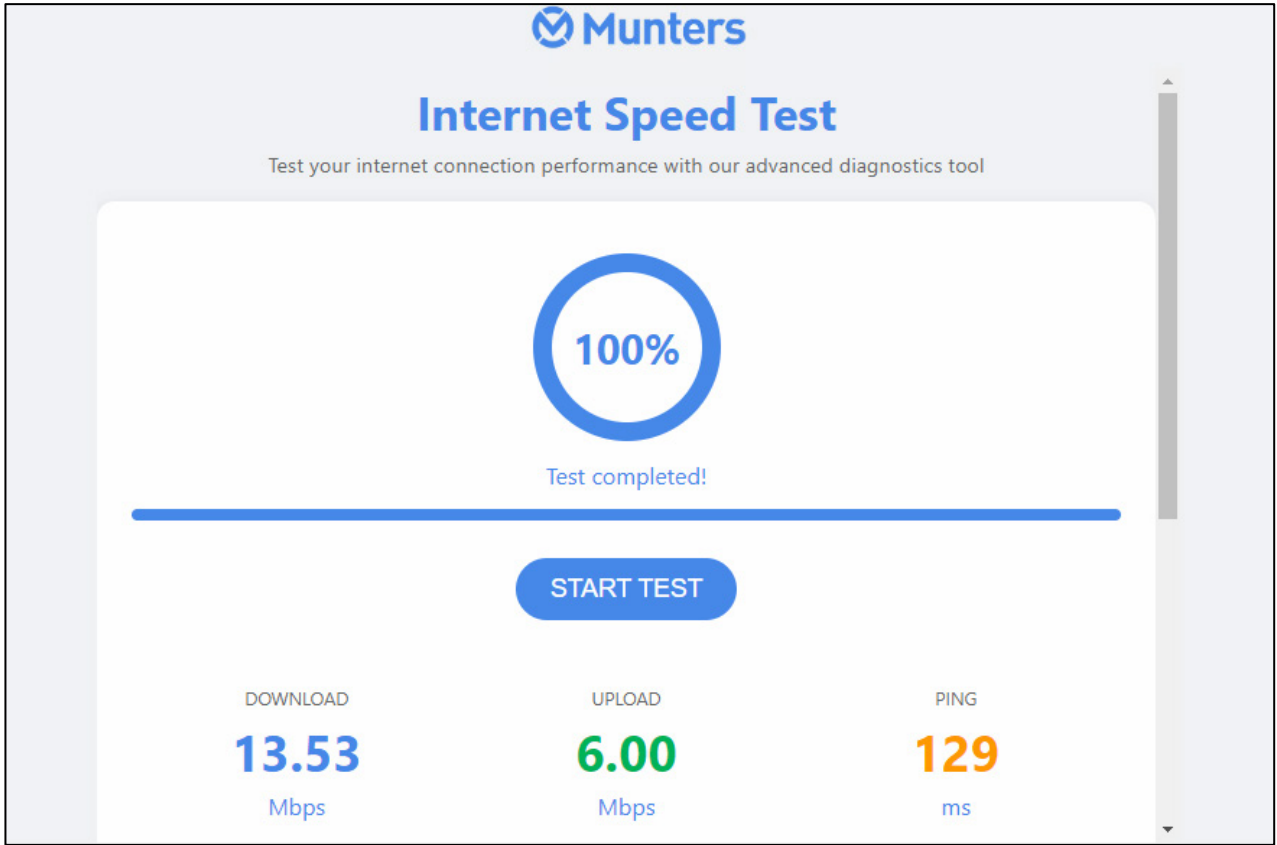 Munters
Internet Speed Test
Test your internet connection performance with our advanced diagnostics tool
100%
Test completed!
START TEST
DOWNLOAD UPLOAD PING
13.53 6.00 129
Mbps Mbps ms